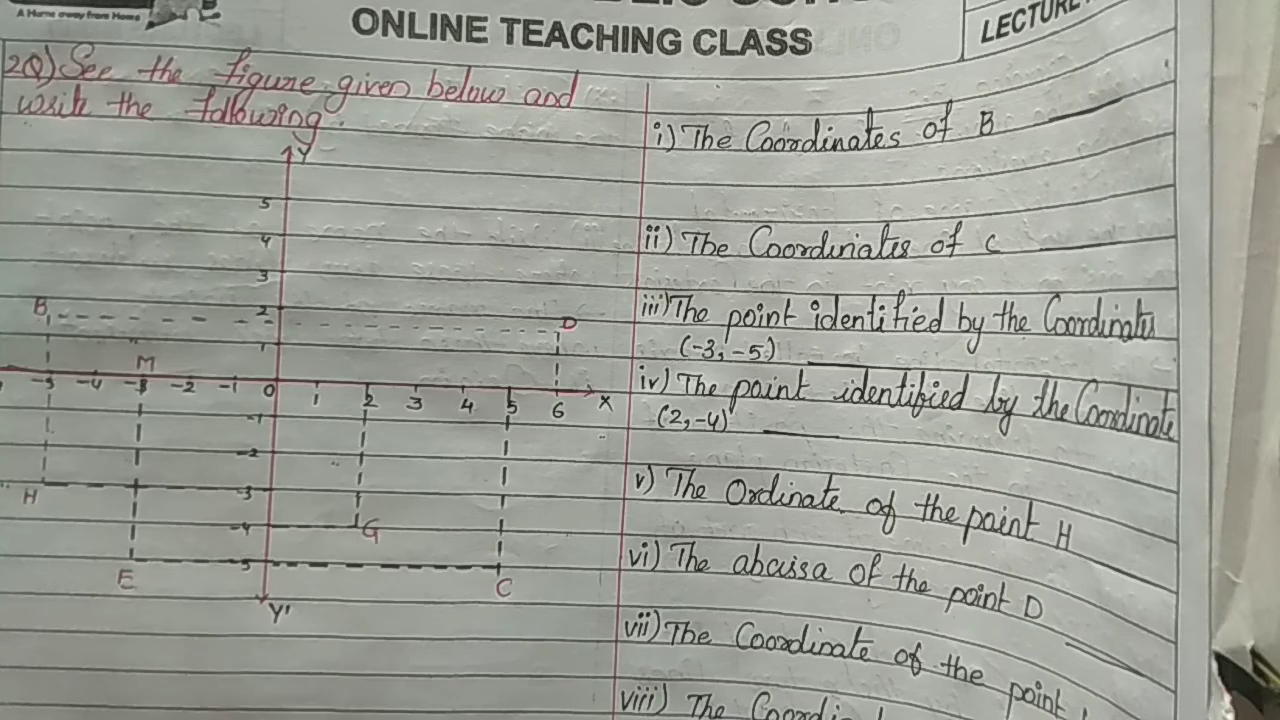 A Home away from Home
ONLINE TEACHING CLASS
LECTURE
2Q) See the figure given below and
write the following.
Y
5
4
3
B
2
D
1
M
-5 -4 -3 -2 -1 0 1 2 3 4 5 6 X
-1
-2
H
-3
-4
G
E
-5
C
Y'
i) The Coordinates of B
ii) The Coordinates of C
iii) The point identified by the Coordinates
(-3, -5)
iv) The point identified by the Coordinate
(2, -4)
v) The Ordinate of the point H
vi) The abcissa of the point D
vii) The Coordinate of the point
viii) The